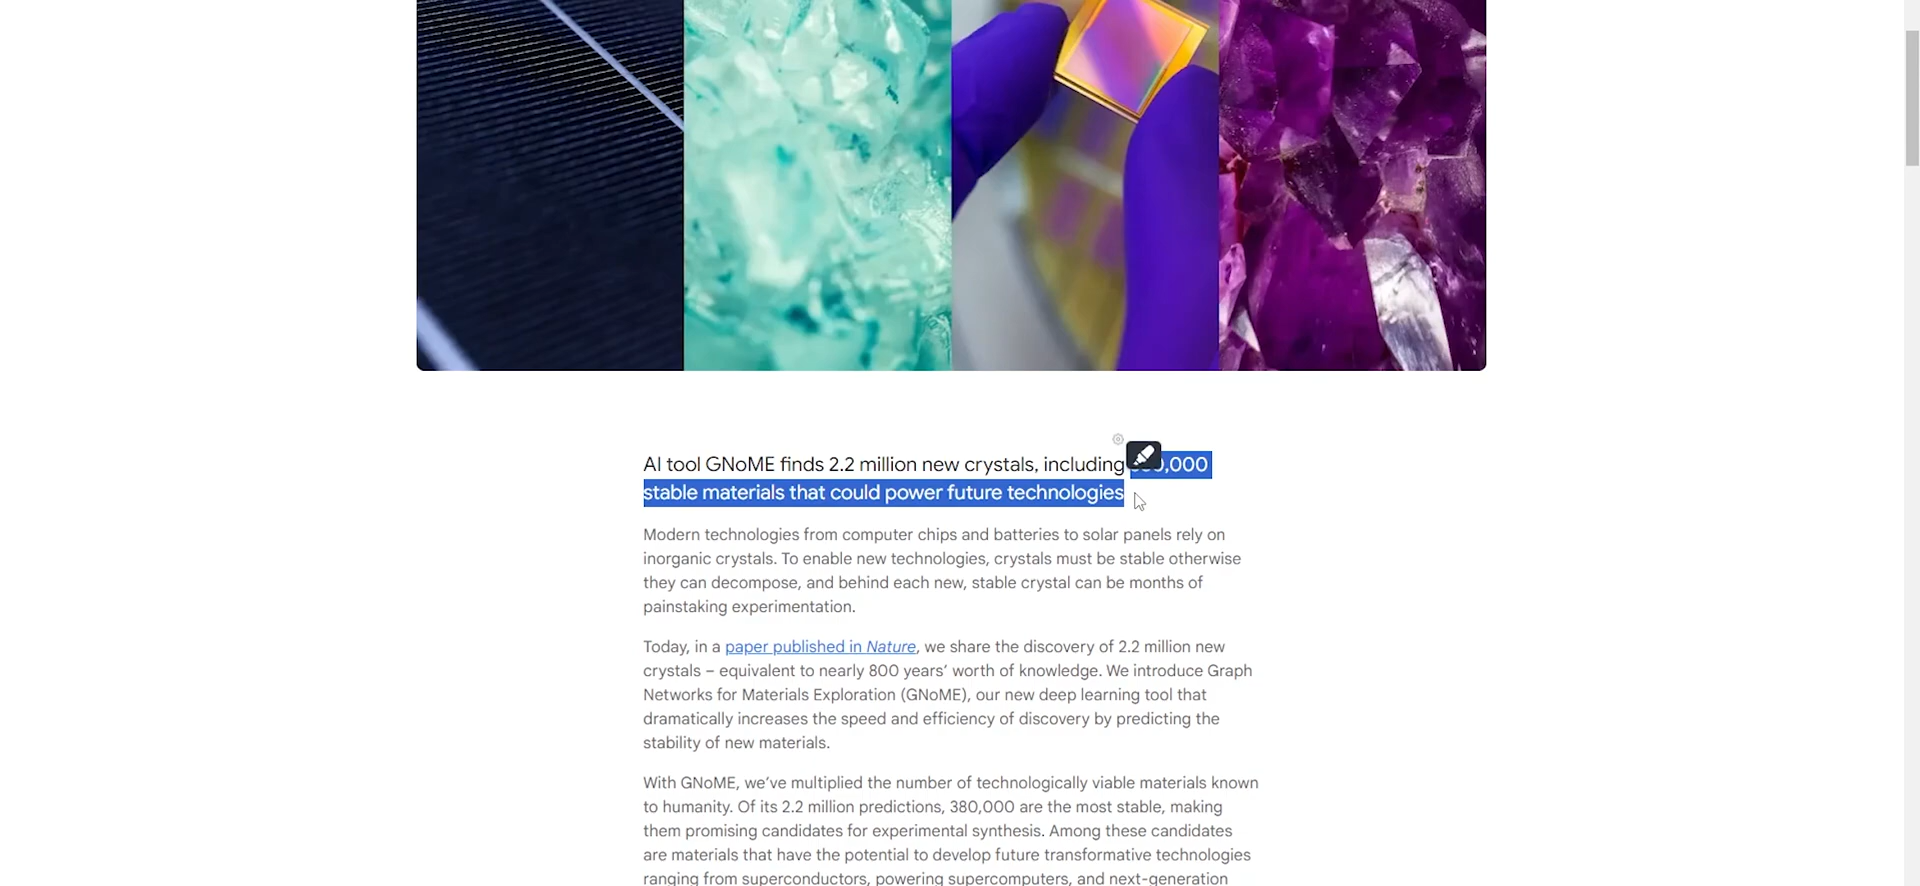 AI tool GNoME finds 2.2 million new crystals, including 0,000
stable materials that could power future technologies
Modern technologies from computer chips and batteries to solar panels rely on
inorganic crystals. To enable new technologies, crystals must be stable otherwise
they can decompose, and behind each new, stable crystal can be months of
painstaking experimentation.
Today, in a paper published in Nature, we share the discovery of 2.2 million new
crystals – equivalent to nearly 800 years’ worth of knowledge. We introduce Graph
Networks for Materials Exploration (GNoME), our new deep learning tool that
dramatically increases the speed and efficiency of discovery by predicting the
stability of new materials.
With GNoME, we’ve multiplied the number of technologically viable materials known
to humanity. Of its 2.2 million predictions, 380,000 are the most stable, making
them promising candidates for experimental synthesis. Among these candidates
are materials that have the potential to develop future transformative technologies
ranging from superconductors, powering supercomputers, and next-generation